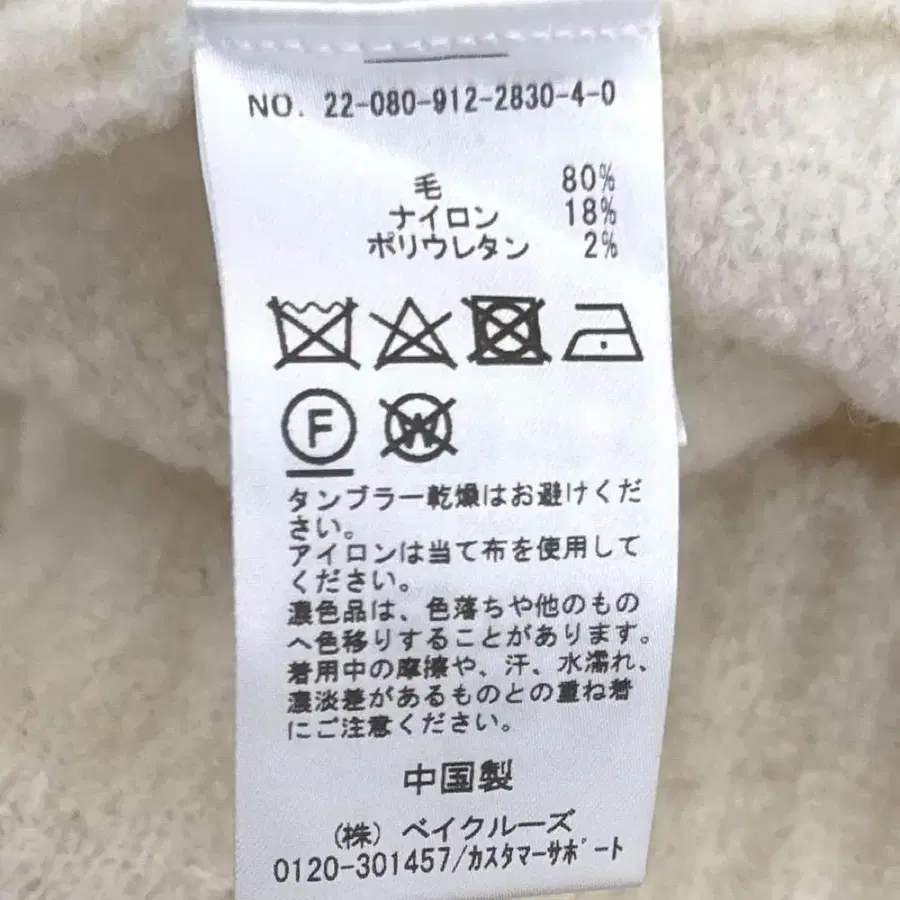 NO. 22-080-912-2830-4-0
毛 80%
ナイロン 18%
ポリウレタン 2%
F W
タンブラー乾燥はお避けくだ
さい。
アイロンは当て布を使用して
ください。
濃色品は、色落ちや他のもの
へ色移りすることがあります。
着用中の摩擦や、汗、水濡れ、
濃淡差があるものとの重ね着
にご注意ください。
中国製
(株) ベイクルーズ
0120-301457/カスタマーサポート